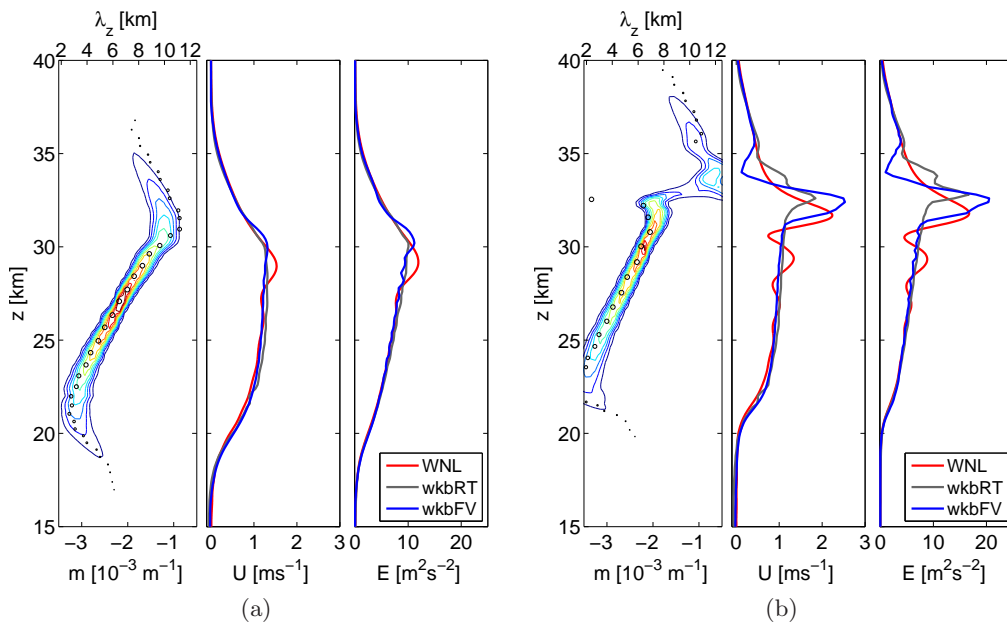 λz [km]
2 4 6 8 10 12
40
35
30
25
20
15
z [km]
−3 −2 −1
m [10−3 m−1]
0 1 2 3
U [ms−1]
0 10 20
E [m2s−2]
WNL
wkbRT
wkbFV
(a)
λz [km]
2 4 6 8 10 12
40
35
30
25
20
15
z [km]
−3 −2 −1
m [10−3 m−1]
0 1 2 3
U [ms−1]
0 10 20
E [m2s−2]
WNL
wkbRT
wkbFV
(b)